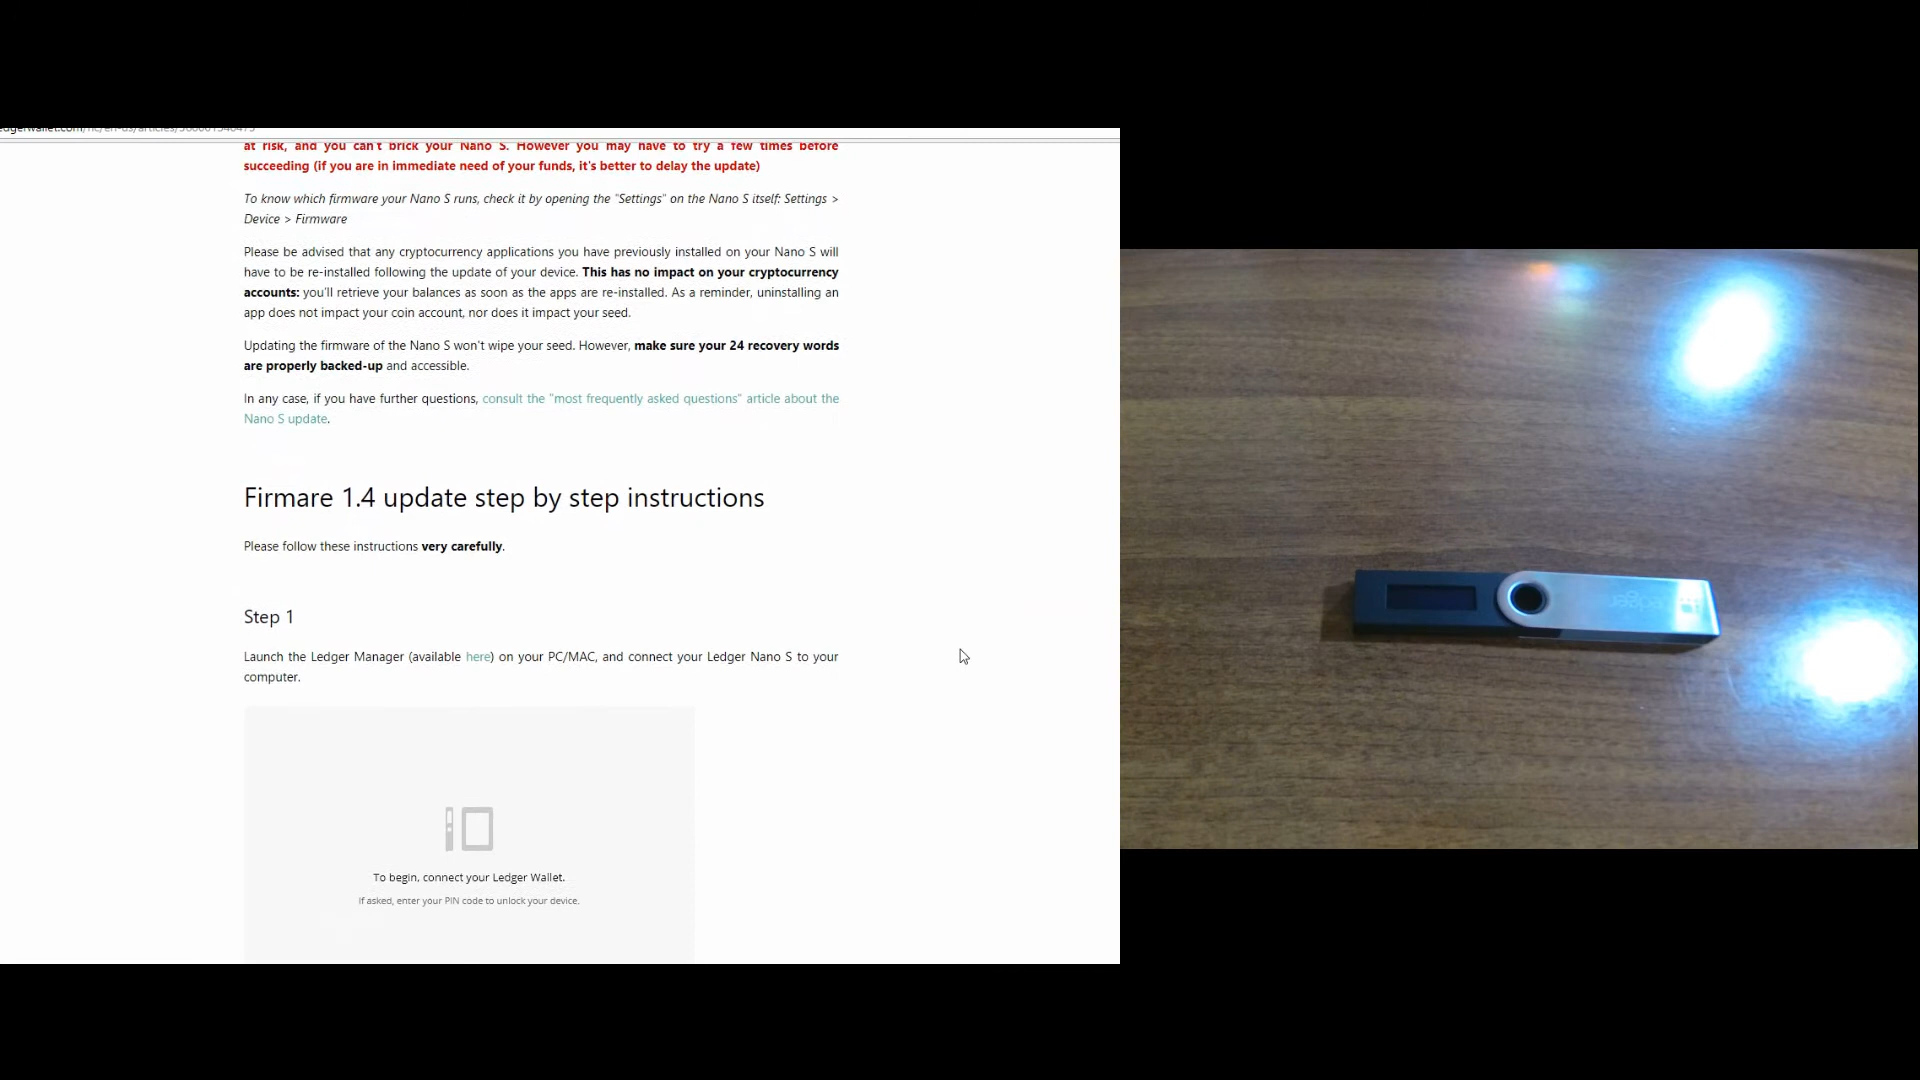 at risk, and you can't brick your Nano S. However you may have to try a few times before
succeeding (if you are in immediate need of your funds, it's better to delay the update)
To know which firmware your Nano S runs, check it by opening the "Settings" on the Nano S itself: Settings >
Device > Firmware
Please be advised that any cryptocurrency applications you have previously installed on your Nano S will
have to be re-installed following the update of your device. This has no impact on your cryptocurrency
accounts: you'll retrieve your balances as soon as the apps are re-installed. As a reminder, uninstalling an
app does not impact your coin account, nor does it impact your seed.
Updating the firmware of the Nano S won't wipe your seed. However, make sure your 24 recovery words
are properly backed-up and accessible.
In any case, if you have further questions, consult the "most frequently asked questions" article about the
Nano S update.
Firmare 1.4 update step by step instructions
Please follow these instructions very carefully.
Step 1
Launch the Ledger Manager (available here) on your PC/MAC, and connect your Ledger Nano S to your
computer.
To begin, connect your Ledger Wallet.
If asked, enter your PIN code to unlock your device.
Ledger